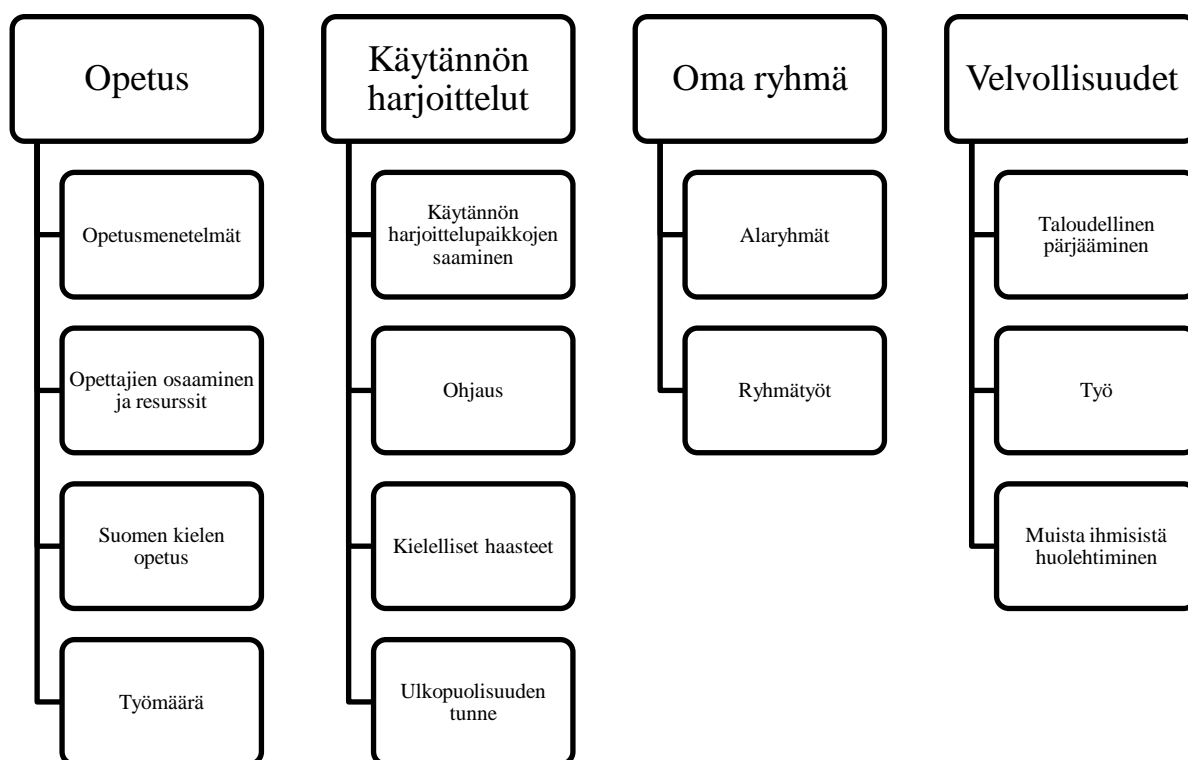 Opetus
Opetusmenetelmät
Opettajien osaaminen
ja resurssit
Suomen kielen
opetus
Työmäärä
Käytännön
harjoittelut
Käytännön
harjoittelupaikkojen
saaminen
Ohjaus
Kielelliset haasteet
Ulkopuolisuuden
tunne
Oma ryhmä
Alaryhmät
Ryhmätyöt
Velvollisuudet
Taloudellinen
pärjääminen
Työ
Muista ihmisistä
huolehtiminen